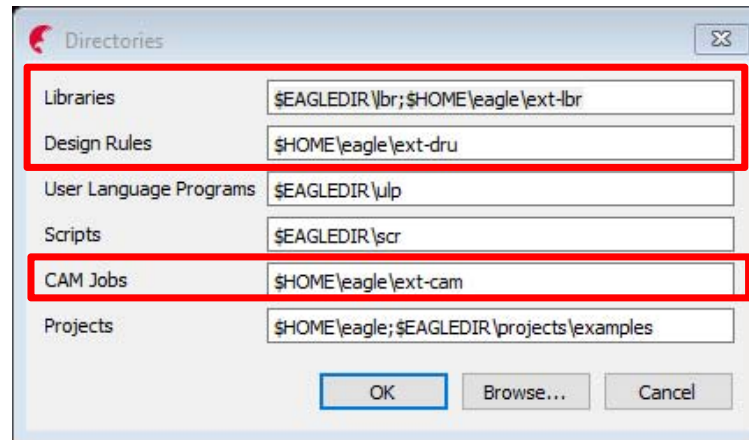 Directories
Libraries $EAGLEDIR\lbr;$HOME\eagle\ext-lbr
Design Rules $HOME\eagle\ext-dru
User Language Programs $EAGLEDIR\ulp
Scripts $EAGLEDIR\scr
CAM Jobs $HOME\eagle\ext-cam
Projects $HOME\eagle;$EAGLEDIR\projects\examples
OK Browse... Cancel